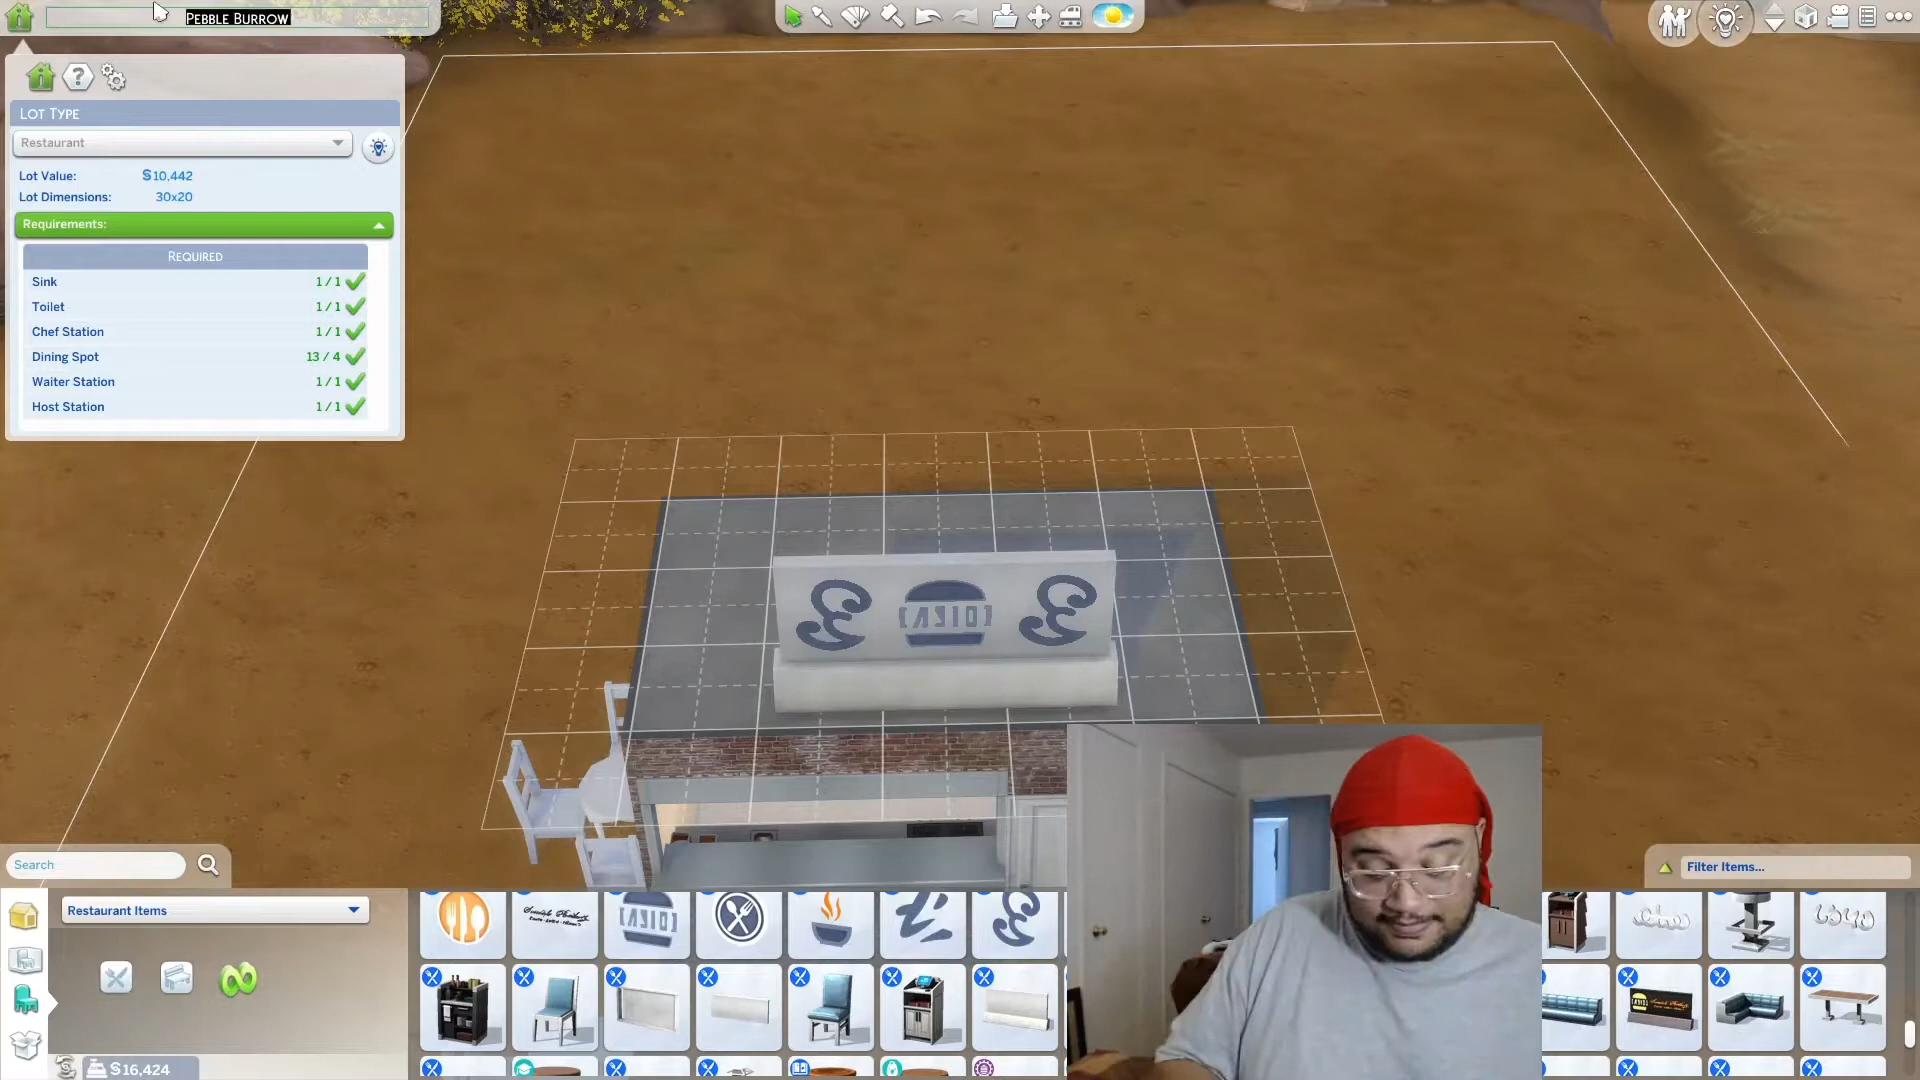 PEBBLE BURROW
LOT TYPE
Restaurant
Lot Value: §10,442
Lot Dimensions: 30x20
Requirements:
REQUIRED
Sink 1 / 1
Toilet 1 / 1
Chef Station 1 / 1
Dining Spot 13 / 4
Waiter Station 1 / 1
Host Station 1 / 1
Search
Filter Items...
Restaurant Items
§16,424